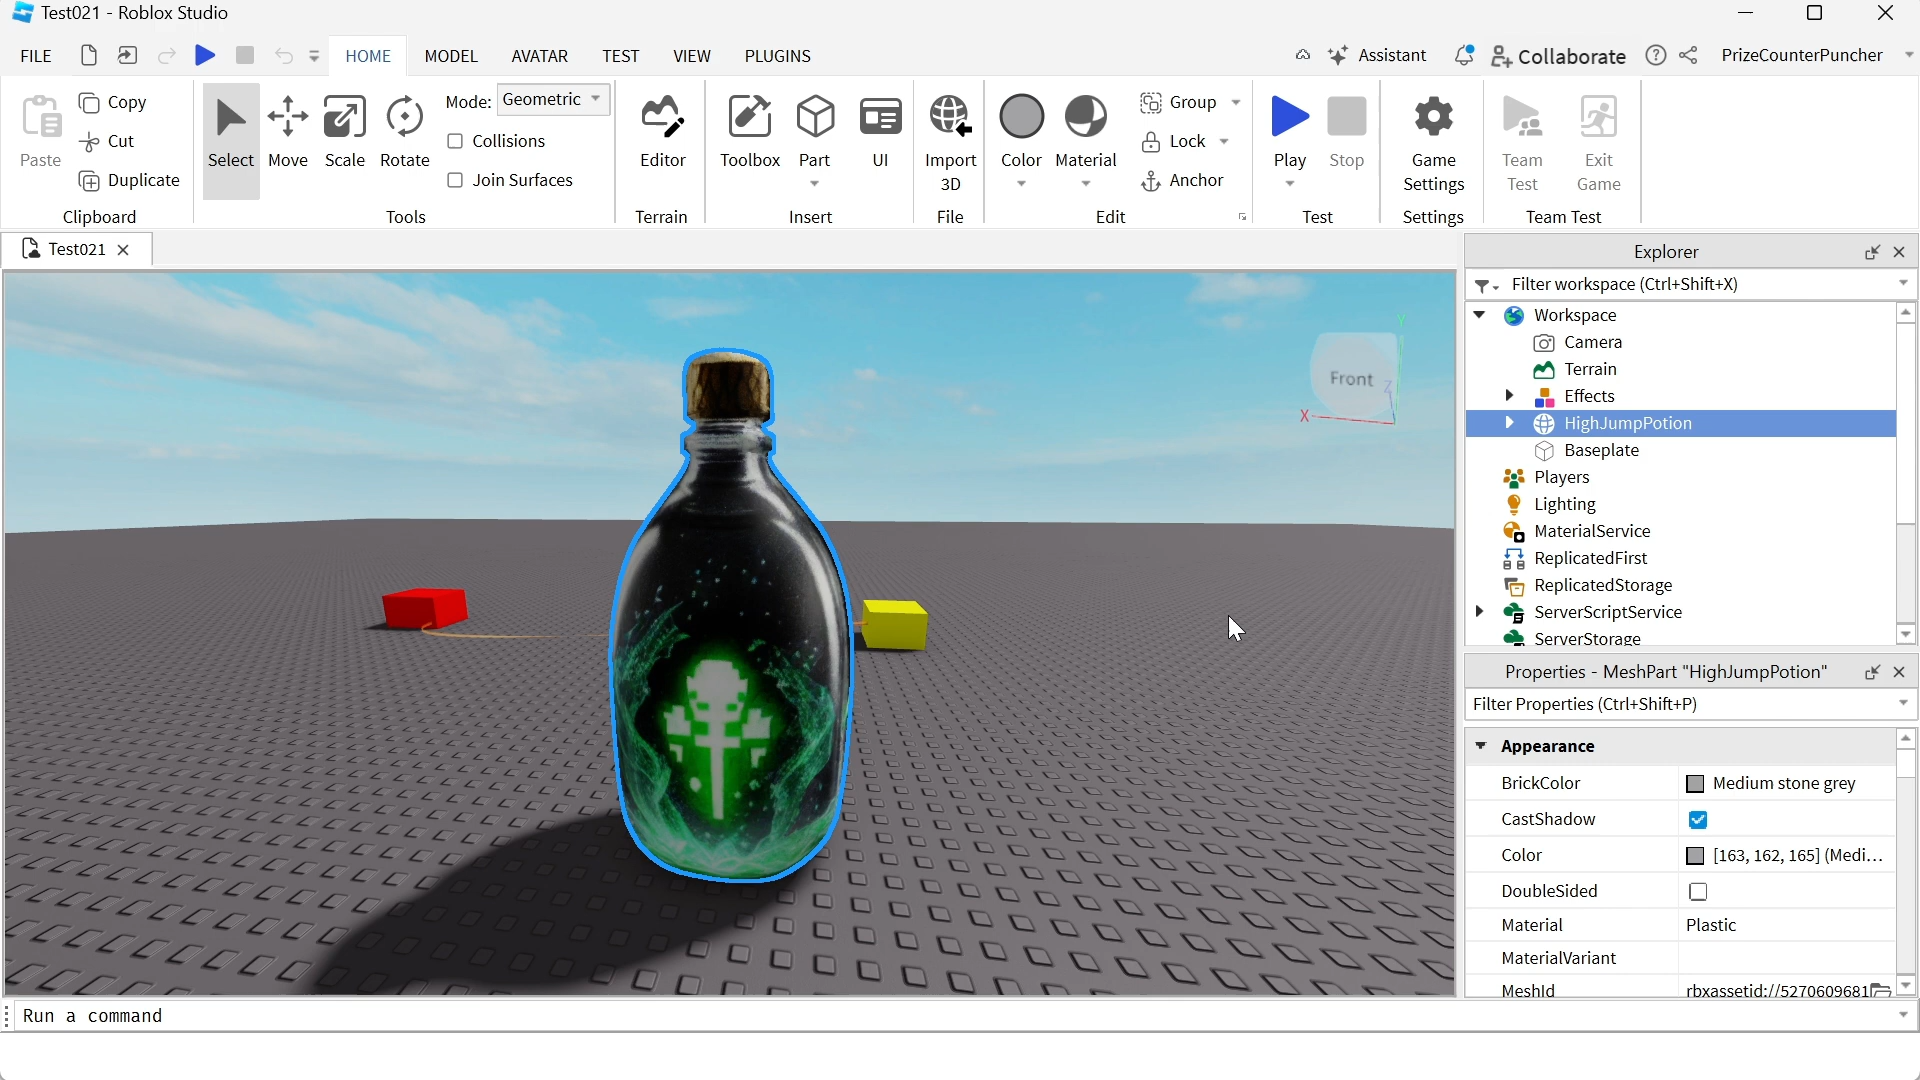 Test021 - Roblox Studio
FILE
HOME
MODEL
AVATAR
TEST
VIEW
PLUGINS
Assistant
Collaborate
PrizeCounterPuncher
Paste
Copy
Cut
Duplicate
Clipboard
Select
Move
Scale
Rotate
Mode: Geometric
Collisions
Join Surfaces
Tools
Editor
Terrain
Toolbox
Part
UI
Insert
Import
3D
File
Color
Material
Group
Lock
Anchor
Edit
Play
Stop
Test
Game
Settings
Settings
Team
Test
Exit
Game
Team Test
Test021
Front
X
Y
Z
Explorer
Filter workspace (Ctrl+Shift+X)
Workspace
Camera
Terrain
Effects
HighJumpPotion
Baseplate
Players
Lighting
MaterialService
ReplicatedFirst
ReplicatedStorage
ServerScriptService
ServerStorage
Properties - MeshPart "HighJumpPotion"
Filter Properties (Ctrl+Shift+P)
Appearance
BrickColor Medium stone grey
CastShadow
Color [163, 162, 165] (Medi...
DoubleSided
Material Plastic
MaterialVariant
MeshId rbxassetid://5270609681
Run a command